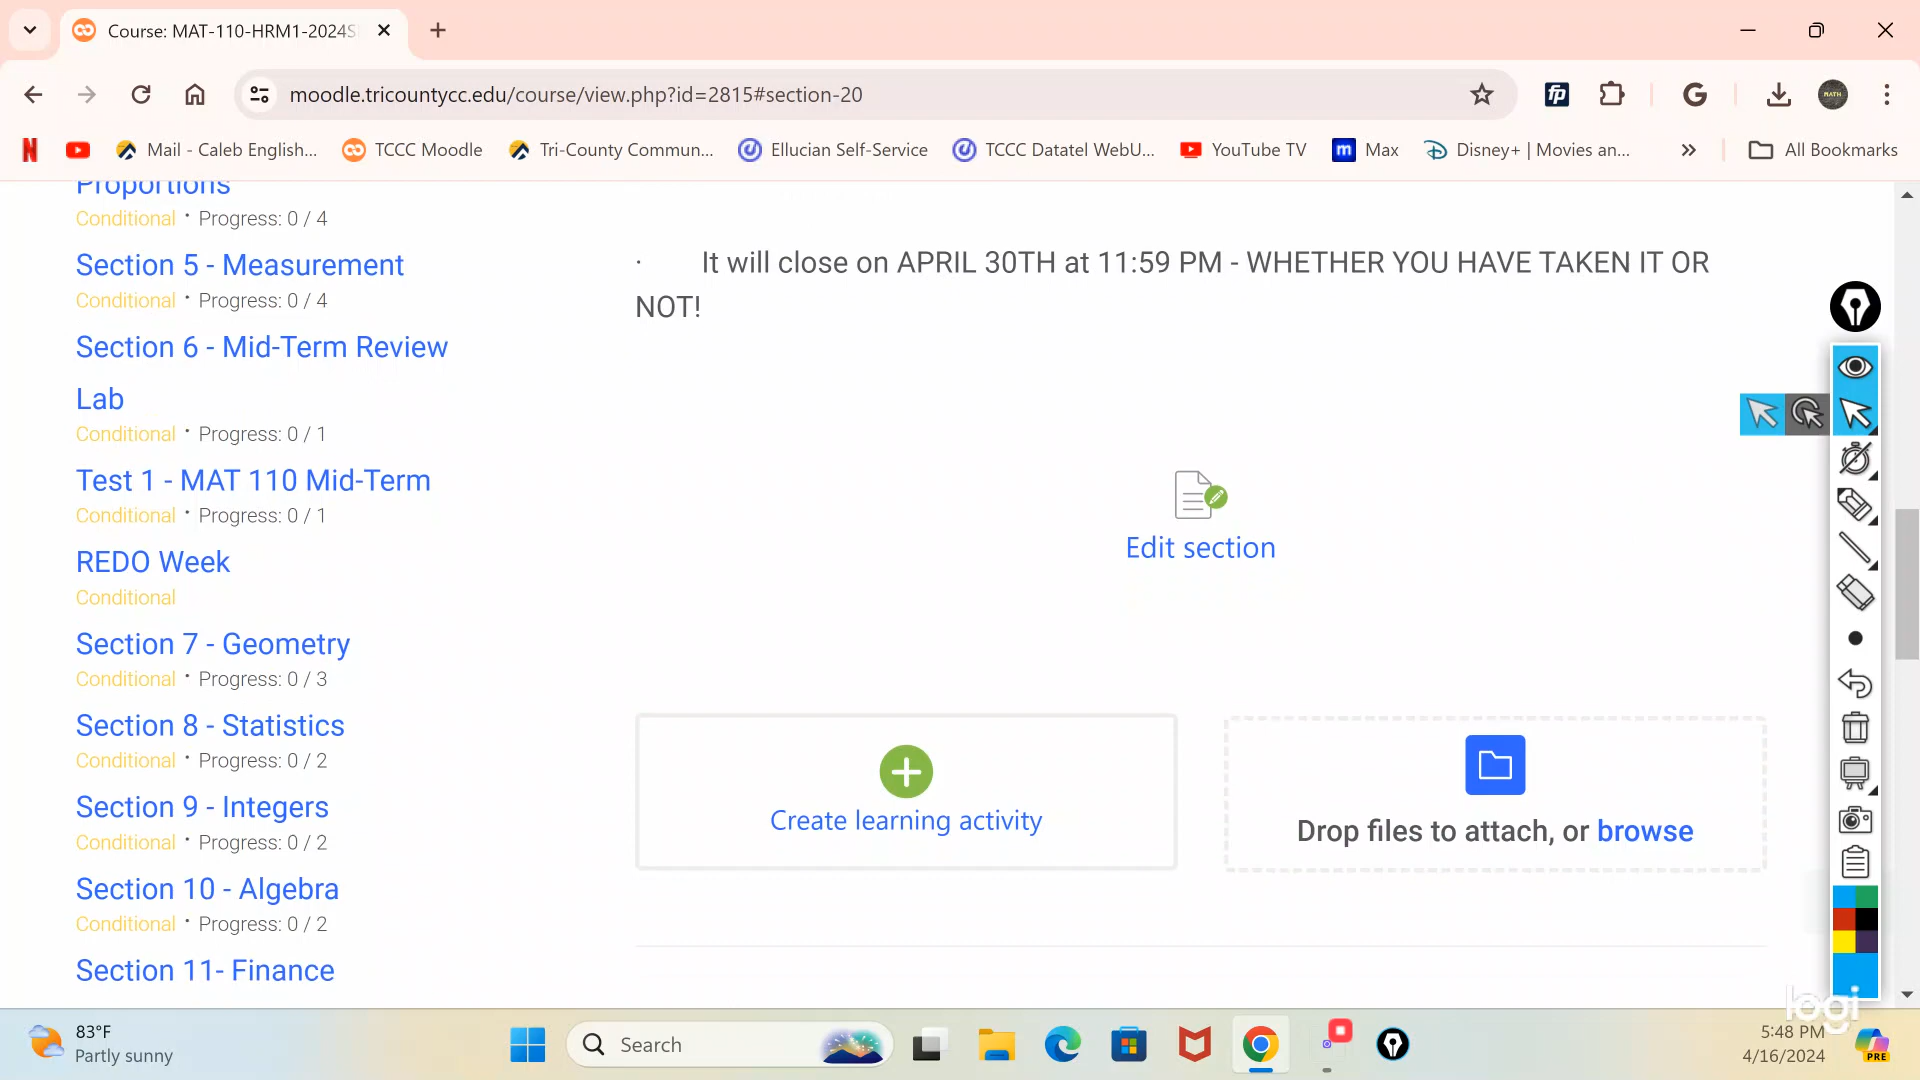 Course: MAT-110-HRM1-2024S
moodle.tricountycc.edu/course/view.php?id=2815#section-20
fp
G
MATH
N
Mail - Caleb English...
TCCC Moodle
Tri-County Commun...
Ellucian Self-Service
TCCC Datatel WebU...
YouTube TV
m
Max
Disney+ | Movies an...
All Bookmarks
Proportions
Conditional · Progress: 0 / 4
Section 5 - Measurement
Conditional · Progress: 0 / 4
Section 6 - Mid-Term Review
Lab
Conditional · Progress: 0 / 1
Test 1 - MAT 110 Mid-Term
Conditional · Progress: 0 / 1
REDO Week
Conditional
Section 7 - Geometry
Conditional · Progress: 0 / 3
Section 8 - Statistics
Conditional · Progress: 0 / 2
Section 9 - Integers
Conditional · Progress: 0 / 2
Section 10 - Algebra
Conditional · Progress: 0 / 2
Section 11- Finance
· It will close on APRIL 30TH at 11:59 PM - WHETHER YOU HAVE TAKEN IT OR
NOT!
Edit section
Create learning activity
Drop files to attach, or browse
logi
83°F
Partly sunny
Search
5:48 PM
4/16/2024
PRE